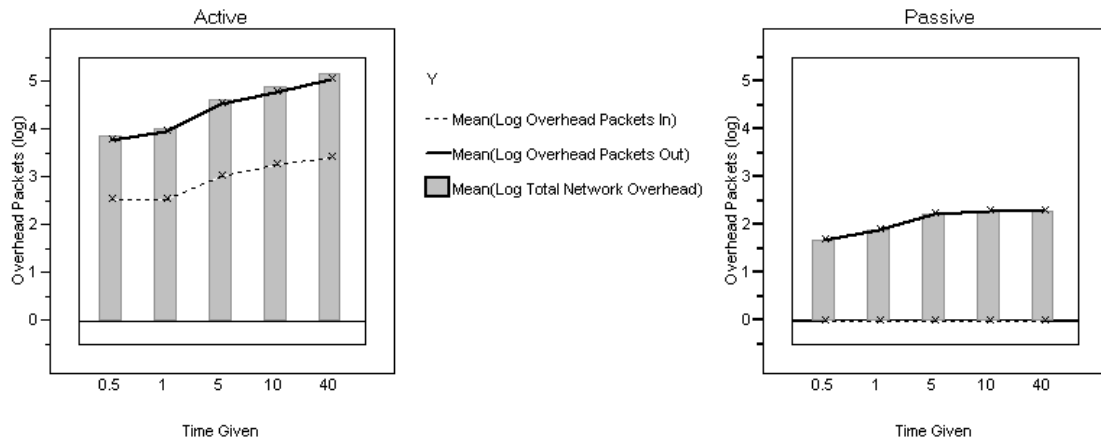 Active
Overhead Packets (log)
5
4
3
2
1
0
0.5 1 5 10 40
Time Given
Y
Mean(Log Overhead Packets In)
Mean(Log Overhead Packets Out)
Mean(Log Total Network Overhead)
Passive
Overhead Packets (log)
5
4
3
2
1
0
0.5 1 5 10 40
Time Given